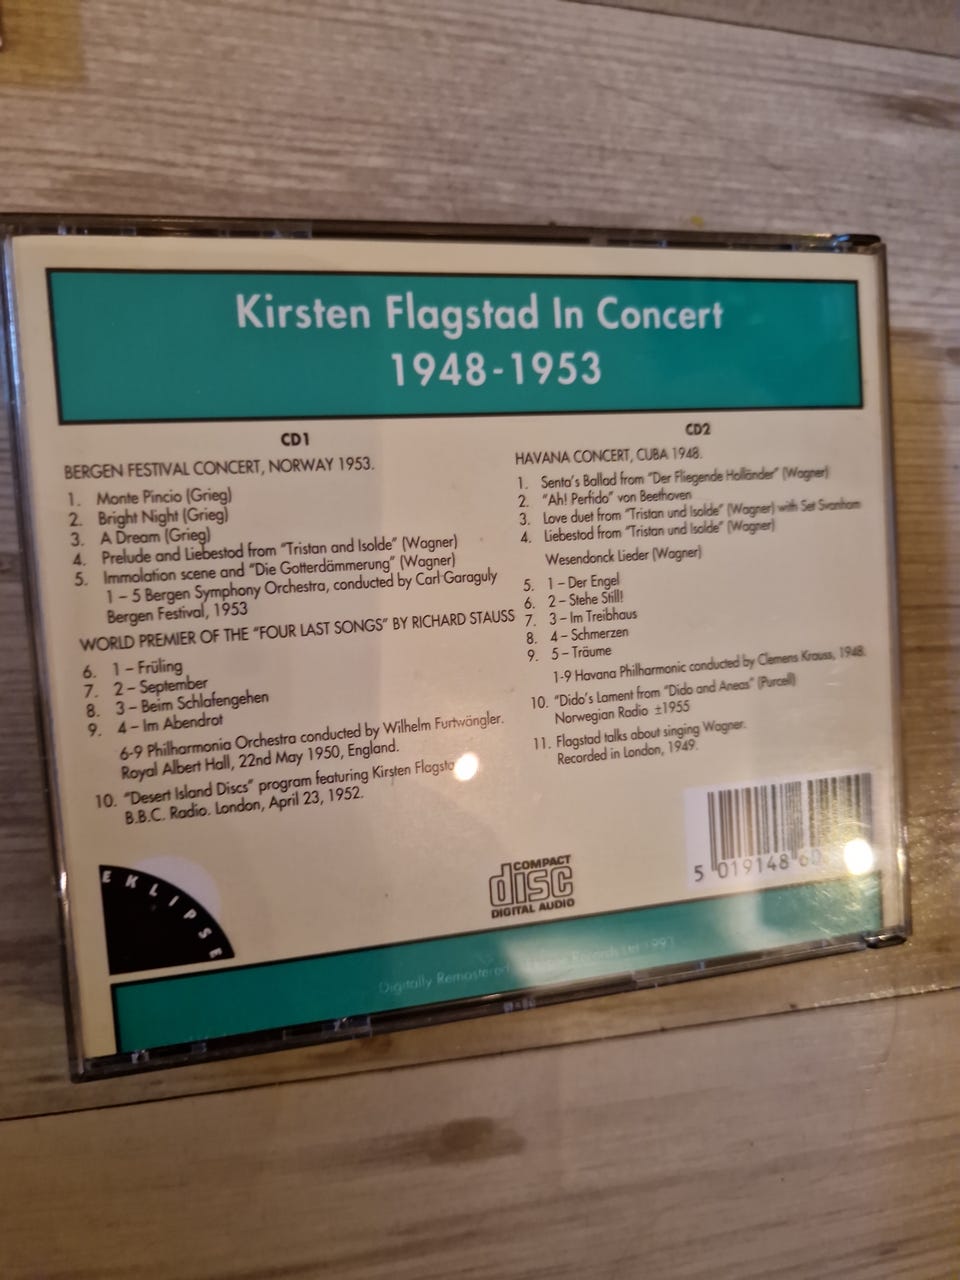 Kirsten Flagstad In Concert
1948-1953
CD1
BERGEN FESTIVAL CONCERT, NORWAY 1953.
1. Monte Pincio (Grieg)
2. Bright Night (Grieg)
3. A Dream (Grieg)
4. Prelude and Liebestod from "Tristan and Isolde" (Wagner)
5. Immolation scene and "Die Gotterdämmerung" (Wagner)
1 – 5 Bergen Symphony Orchestra, conducted by Carl Garaguly
Bergen Festival, 1953
WORLD PREMIER OF THE "FOUR LAST SONGS" BY RICHARD STAUSS
6. 1 – Früling
7. 2 – September
8. 3 – Beim Schlafengehen
9. 4 – Im Abendrot
6-9 Philharmonia Orchestra conducted by Wilhelm Furtwängler.
Royal Albert Hall, 22nd May 1950, England.
10. "Desert Island Discs" program featuring Kirsten
B.B.C. Radio. London, April 23, 1952.
CD2
HAVANA CONCERT, CUBA 1948.
1. Senta's Ballad from "Der Fliegende Holländer" (Wagner)
2. "Ah! Perfido" von Beethoven
3. Love duet from "Tristan und Isolde" (Wagner) with Set Svanholm
4. Liebestod from "Tristan und Isolde" (Wagner)
Wesendonck Lieder (Wagner)
5. 1 – Der Engel
6. 2 – Stehe Still!
7. 3 – Im Treibhaus
8. 4 – Schmerzen
9. 5 – Träume
1-9 Havana Philharmonic conducted by Clemens Krauss, 1948.
10. "Dido's Lament from "Dido and Aneas" (Purcell)
Norwegian Radio ±1955
11. Flagstad talks about singing Wagner.
Recorded in London, 1949.
EKLIPSE
COMPACT
disc
DIGITAL AUDIO
5 019148
Digitally Records Ltd